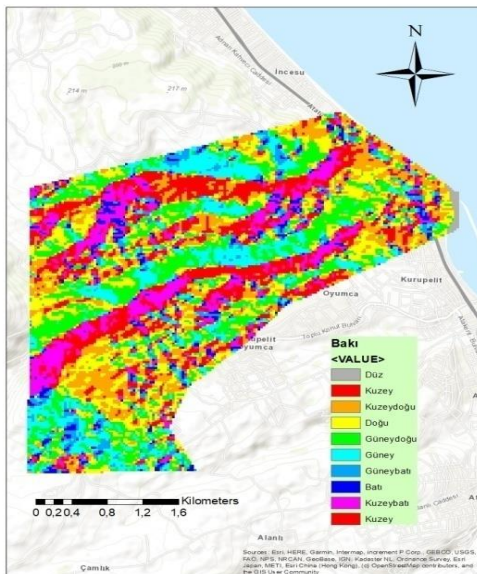 İncesu
N
214 m
217 m
Kurupelit
Oyumca
Bakı
<VALUE>
Düz
Kuzey
Kuzeydoğu
Doğu
Güneydoğu
Güney
Güneybatı
Batı
Kuzeybatı
Kuzey
Kilometers
0 0,20,4 0,8 1,2 1,6
Alanlı
Çamlık
Sources: Esri, HERE, Garmin, Intermap, increment P Corp., GEBCO, USGS,
FAO, NPS, NRCAN, GeoBase, IGN, Kadaster NL, Ordnance Survey, Esri
Japan, METI, Esri China (Hong Kong), (c) OpenStreetMap contributors, and
the GIS User Community